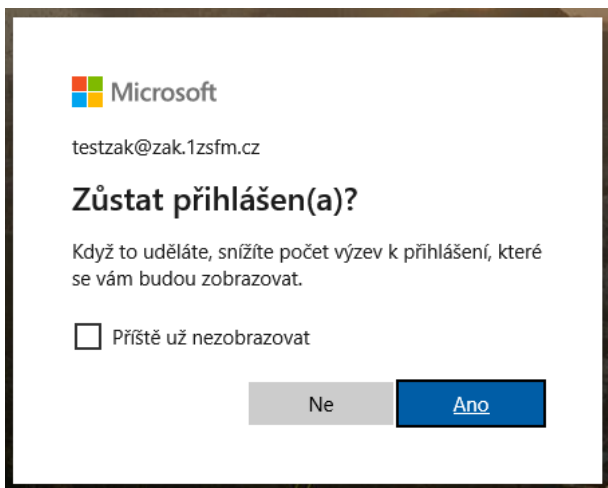 Microsoft
testzak@zak.1zsfm.cz
Zůstat přihlášen(a)?
Když to uděláte, snížíte počet výzev k přihlášení, které
se vám budou zobrazovat.
Příště už nezobrazovat
Ne
Ano